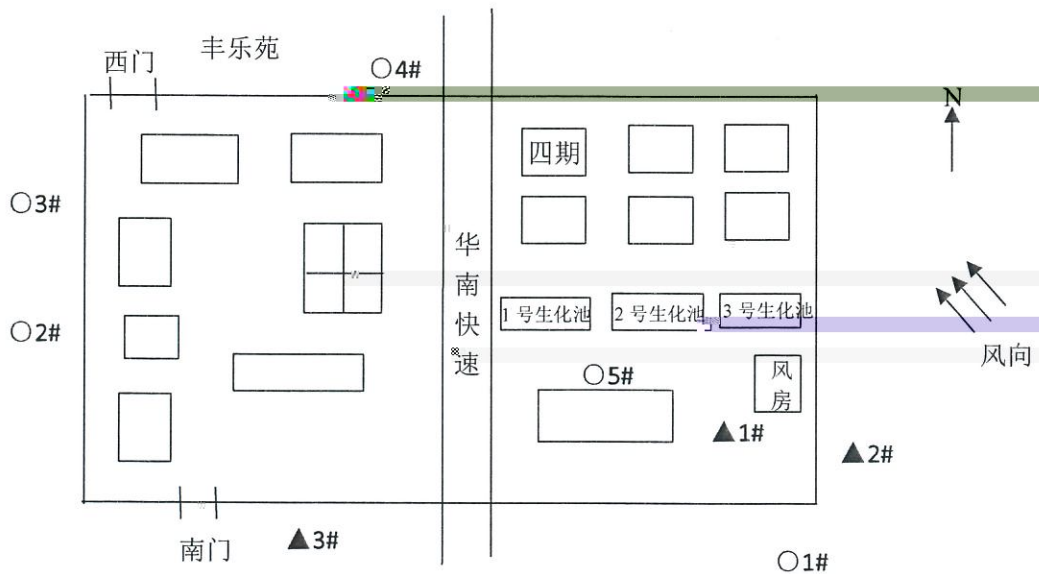 丰乐苑
西门
○4#
N
四期
○3#
华南快速
1号生化池
2号生化池
3号生化池
○2#
风向
○5#
风房
▲1#
▲2#
南门
▲3#
○1#